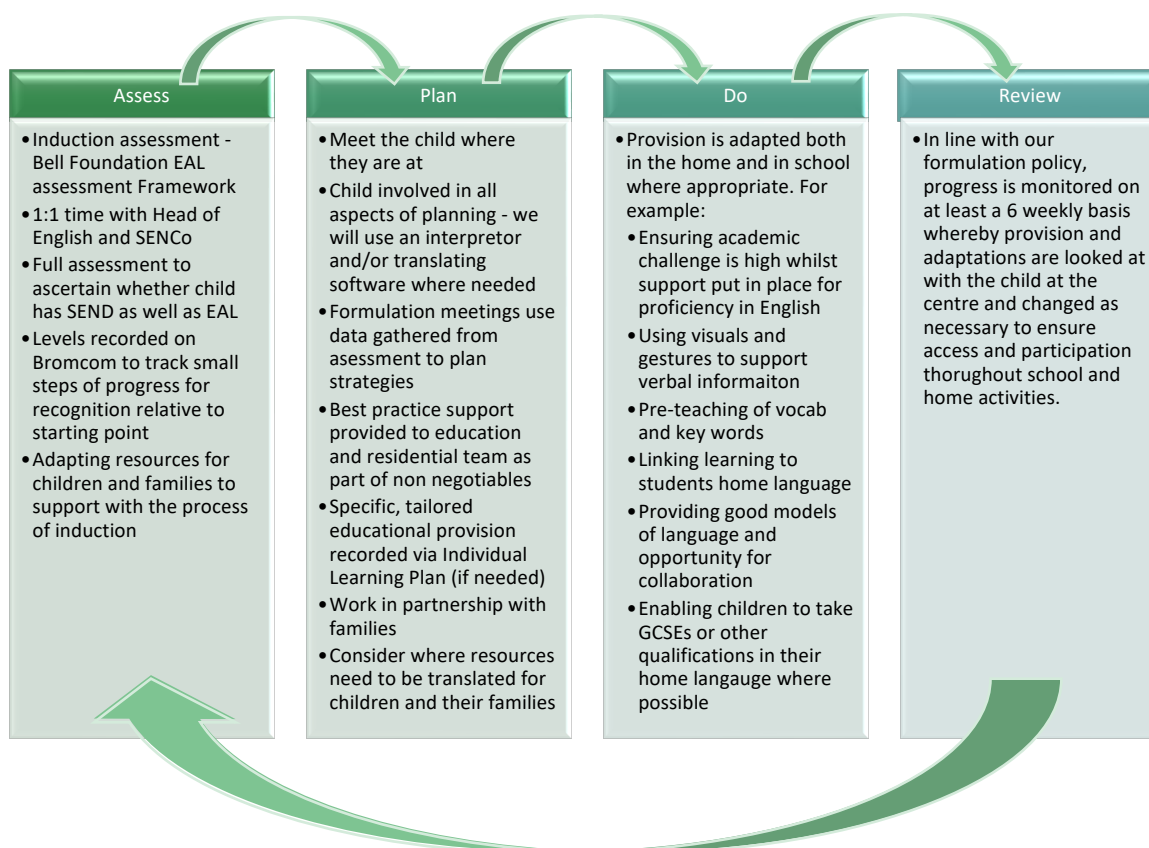 Assess
•Induction assessment -
Bell Foundation EAL
assessment Framework
•1:1 time with Head of
English and SENCo
•Full assessment to
ascertain whether child
has SEND as well as EAL
•Levels recorded on
Bromcom to track small
steps of progress for
recognition relative to
starting point
•Adapting resources for
children and families to
support with the process
of induction
Plan
•Meet the child where
they are at
•Child involved in all
aspects of planning - we
will use an interpretor
and/or translating
software where needed
•Formulation meetings use
data gathered from
asessment to plan
strategies
•Best practice support
provided to education
and residential team as
part of non negotiables
•Specific, tailored
educational provision
recorded via Individual
Learning Plan (if needed)
•Work in partnership with
families
•Consider where resources
need to be translated for
children and their families
Do
•Provision is adapted both
in the home and in school
where appropriate. For
example:
•Ensuring academic
challenge is high whilst
support put in place for
proficiency in English
•Using visuals and
gestures to support
verbal informaiton
•Pre-teaching of vocab
and key words
•Linking learning to
students home language
•Providing good models
of language and
opportunity for
collaboration
•Enabling children to take
GCSEs or other
qualifications in their
home langauge where
possible
Review
•In line with our
formulation policy,
progress is monitored on
at least a 6 weekly basis
whereby provision and
adaptations are looked at
with the child at the
centre and changed as
necessary to ensure
access and participation
thorughout school and
home activities.